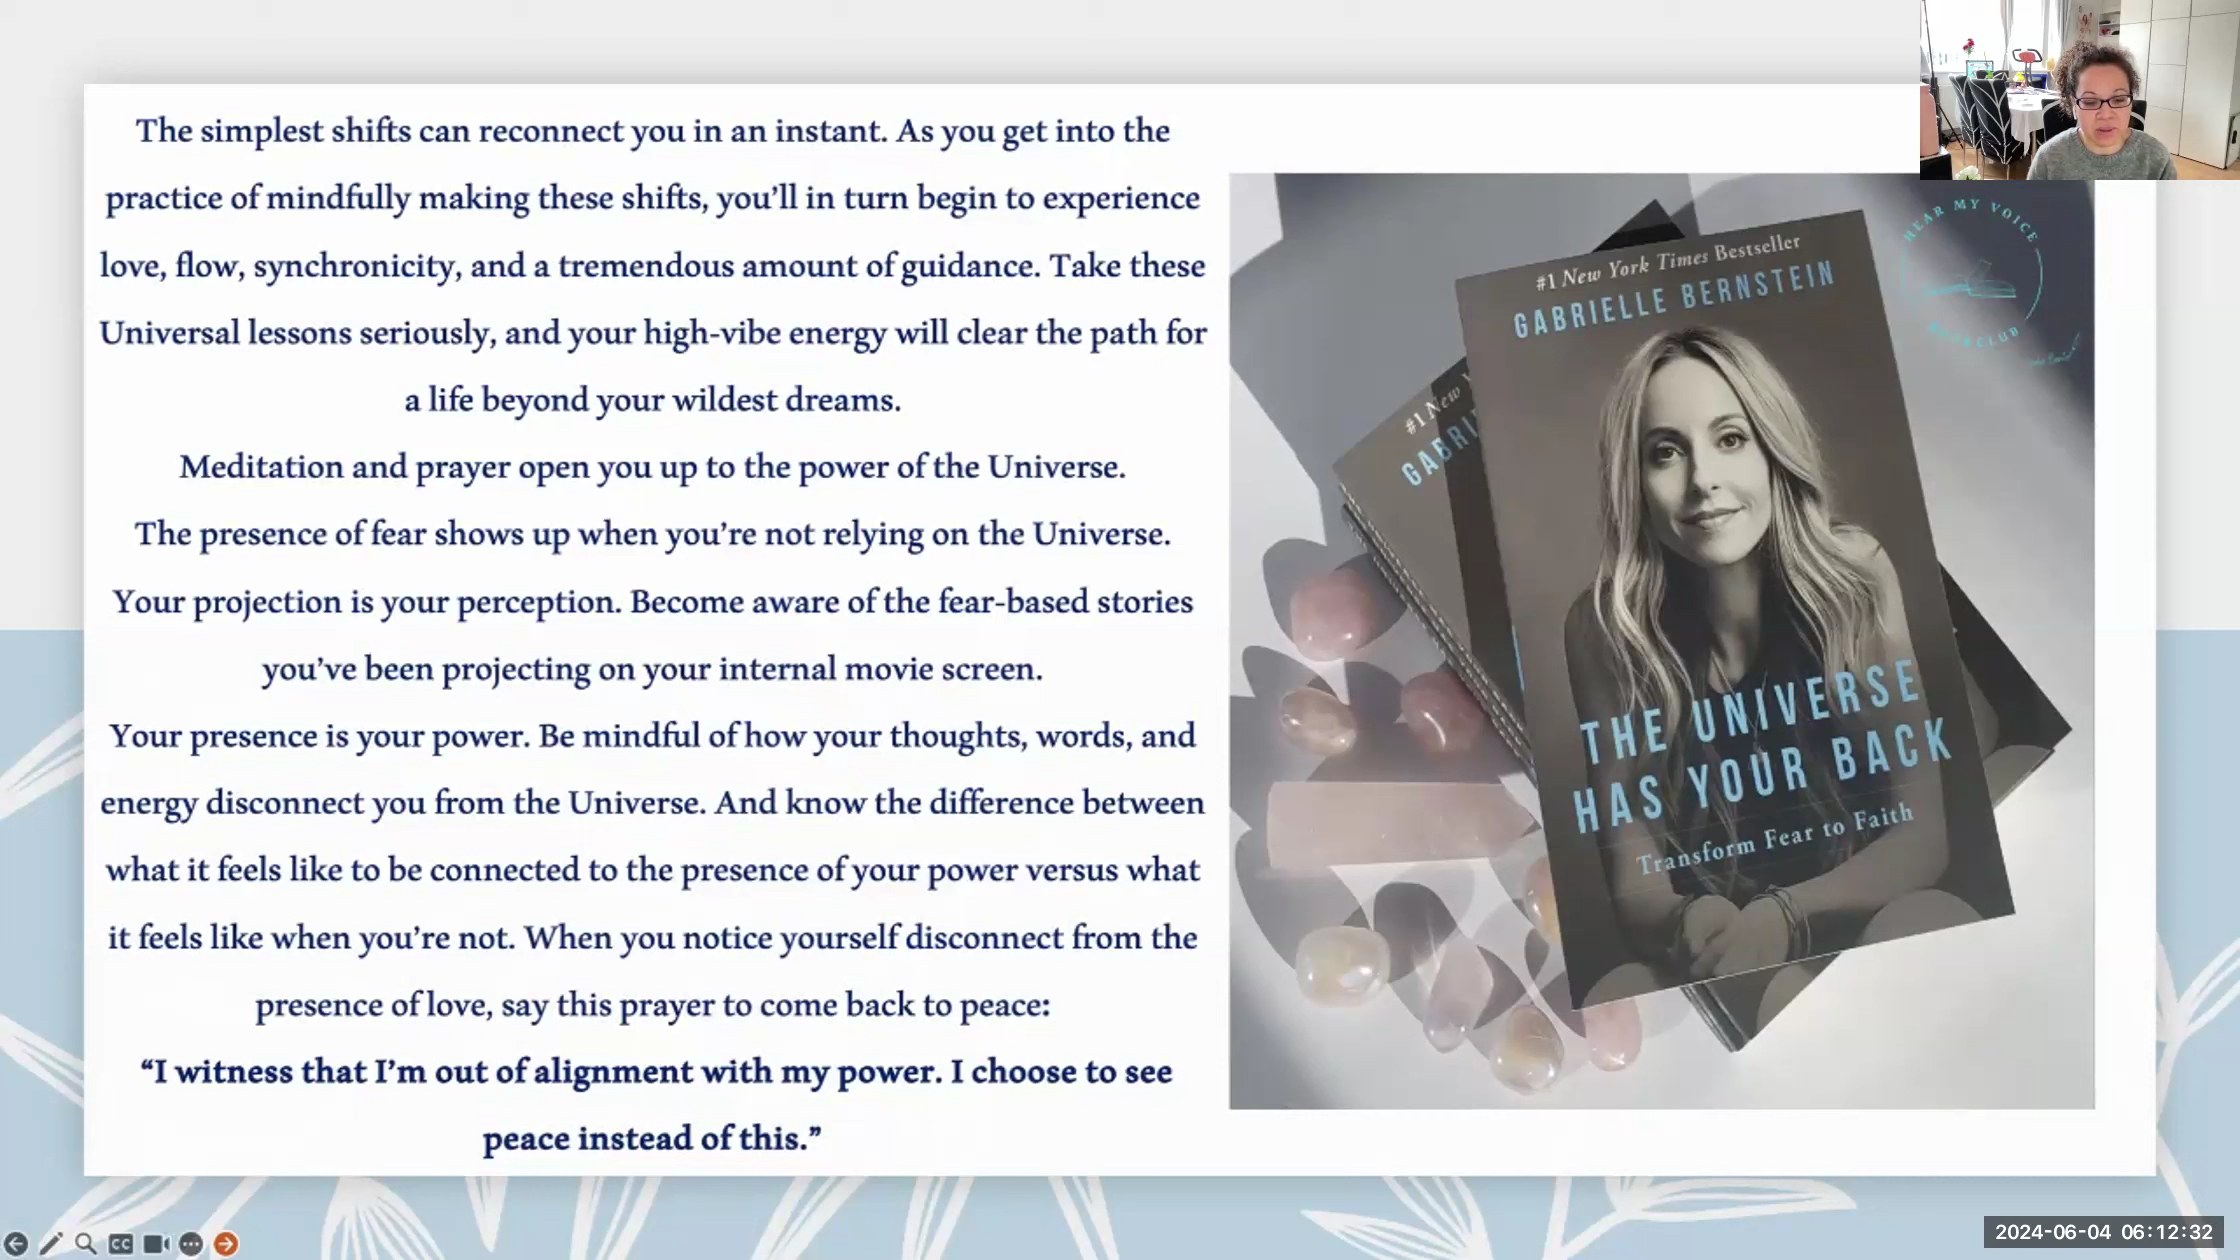 The simplest shifts can reconnect you in an instant. As you get into the
practice of mindfully making these shifts, you’ll in turn begin to experience
love, flow, synchronicity, and a tremendous amount of guidance. Take these
Universal lessons seriously, and your high-vibe energy will clear the path for
a life beyond your wildest dreams.
Meditation and prayer open you up to the power of the Universe.
The presence of fear shows up when you’re not relying on the Universe.
Your projection is your perception. Become aware of the fear-based stories
you’ve been projecting on your internal movie screen.
Your presence is your power. Be mindful of how your thoughts, words, and
energy disconnect you from the Universe. And know the difference between
what it feels like to be connected to the presence of your power versus what
it feels like when you’re not. When you notice yourself disconnect from the
presence of love, say this prayer to come back to peace:
“I witness that I’m out of alignment with my power. I choose to see
peace instead of this.”
#1 New York Times Bestseller
GABRIELLE BERNSTEIN
THE UNIVERSE
HAS YOUR BACK
Transform Fear to Faith
#1 New
GABRI
HEAR MY VOICE
BOOKCLUB
CC
2024-06-04 06:12:32